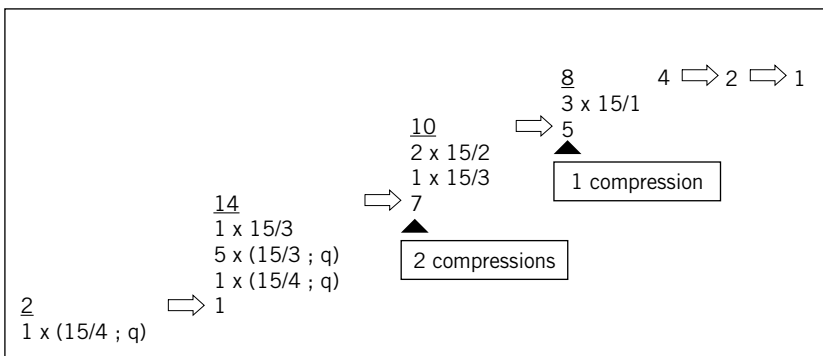 2
1 x (15/4 ; q)
14
1 x 15/3
5 x (15/3 ; q)
1 x (15/4 ; q)
1
10
2 x 15/2
1 x 15/3
7
2 compressions
8
3 x 15/1
5
1 compression
4 2 1